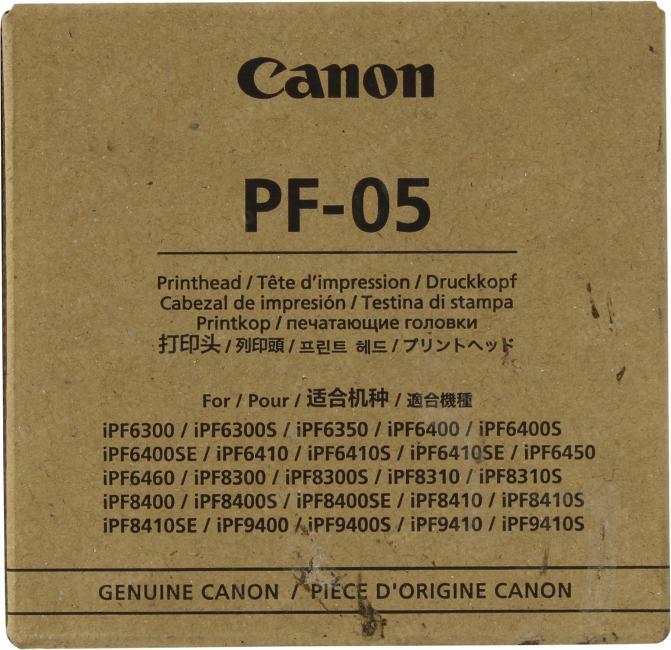 Canon
PF-05
Printhead / Tête d'impression / Druckkopf
Cabezal de impresión / Testina di stampa
Printkop / печатающие головки
打印头 / 列印頭 / 프린트 헤드 / プリントヘッド
For / Pour / 适合机种 / 適合機種
iPF6300 / iPF6300S / iPF6350 / iPF6400 / iPF6400S
iPF6400SE / iPF6410 / iPF6410S / iPF6410SE / iPF6450
iPF6460 / iPF8300 / iPF8300S / iPF8310 / iPF8310S
iPF8400 / iPF8400S / iPF8400SE / iPF8410 / iPF8410S
iPF8410SE / iPF9400 / iPF9400S / iPF9410 / iPF9410S
GENUINE CANON / PIÈCE D'ORIGINE CANON